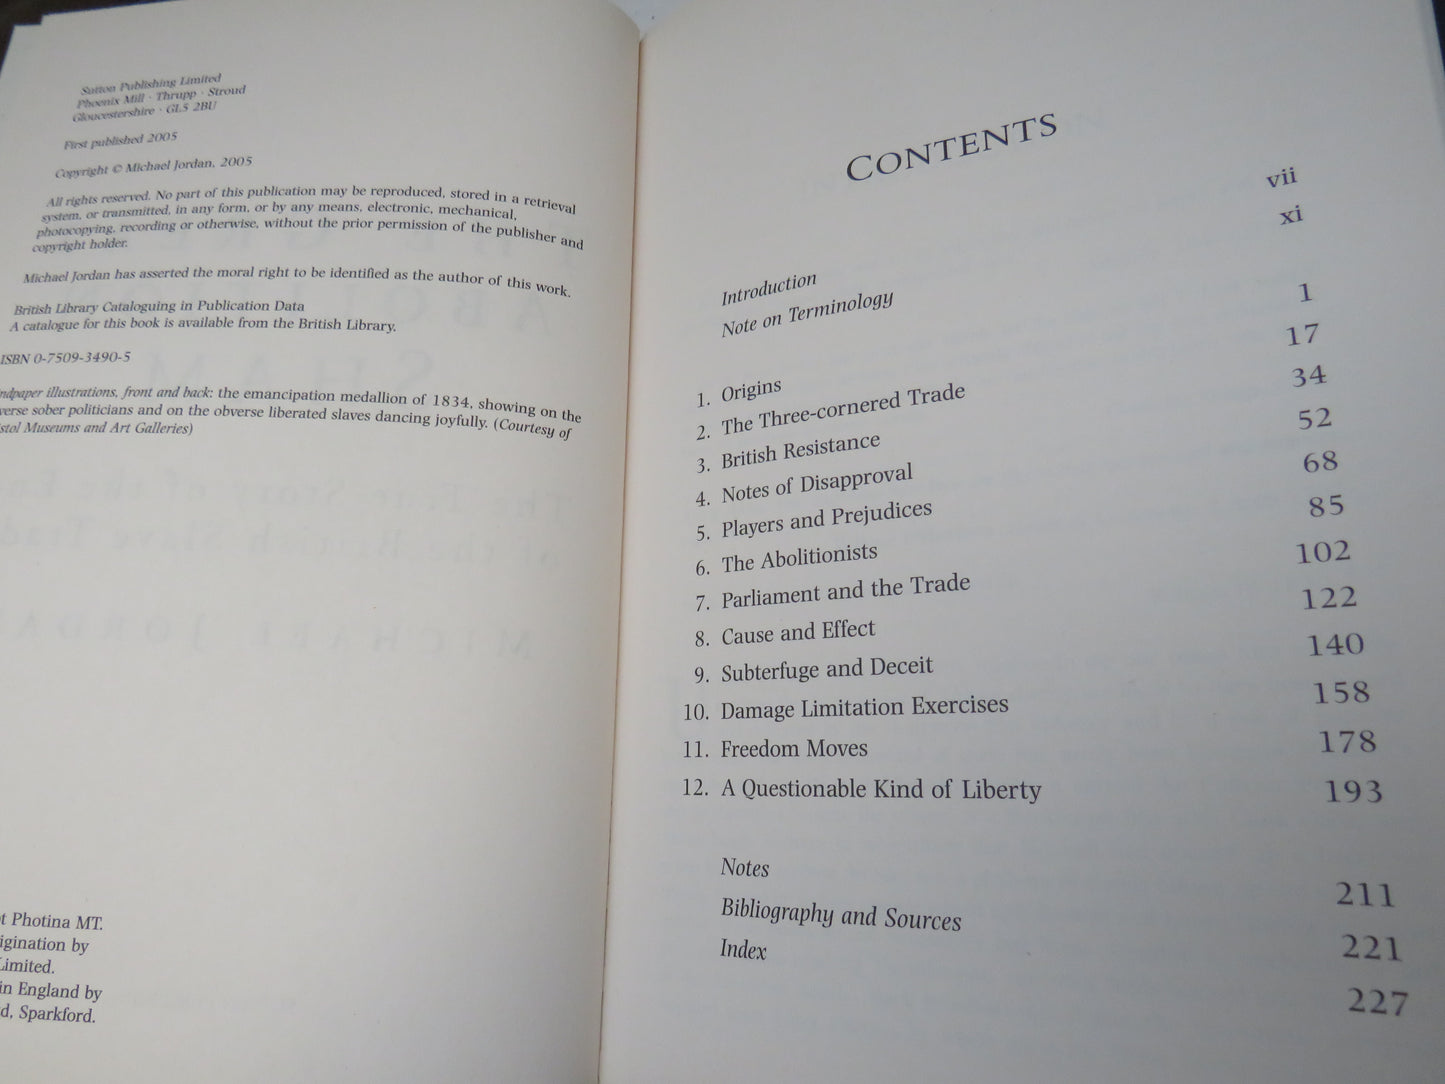 Sutton Publishing Limited
Phoenix Mill · Thrupp · Stroud
Gloucestershire · GL5 2BU
First published 2005
Copyright © Michael Jordan, 2005
All rights reserved. No part of this publication may be reproduced, stored in a retrieval
system, or transmitted, in any form, or by any means, electronic, mechanical,
photocopying, recording or otherwise, without the prior permission of the publisher and
copyright holder.
Michael Jordan has asserted the moral right to be identified as the author of this work.
British Library Cataloguing in Publication Data
A catalogue for this book is available from the British Library.
ISBN 0-7509-3490-5
ndpaper illustrations, front and back: the emancipation medallion of 1834, showing on the
verse sober politicians and on the obverse liberated slaves dancing joyfully. (Courtesy of
stol Museums and Art Galleries)
t Photina MT.
igination by
Limited.
in England by
d, Sparkford.
CONTENTS
Introduction vii
Note on Terminology xi
1. Origins 1
2. The Three-cornered Trade 17
3. British Resistance 34
4. Notes of Disapproval 52
5. Players and Prejudices 68
6. The Abolitionists 85
7. Parliament and the Trade 102
8. Cause and Effect 122
9. Subterfuge and Deceit 140
10. Damage Limitation Exercises 158
11. Freedom Moves 178
12. A Questionable Kind of Liberty 193
Notes 211
Bibliography and Sources 221
Index 227